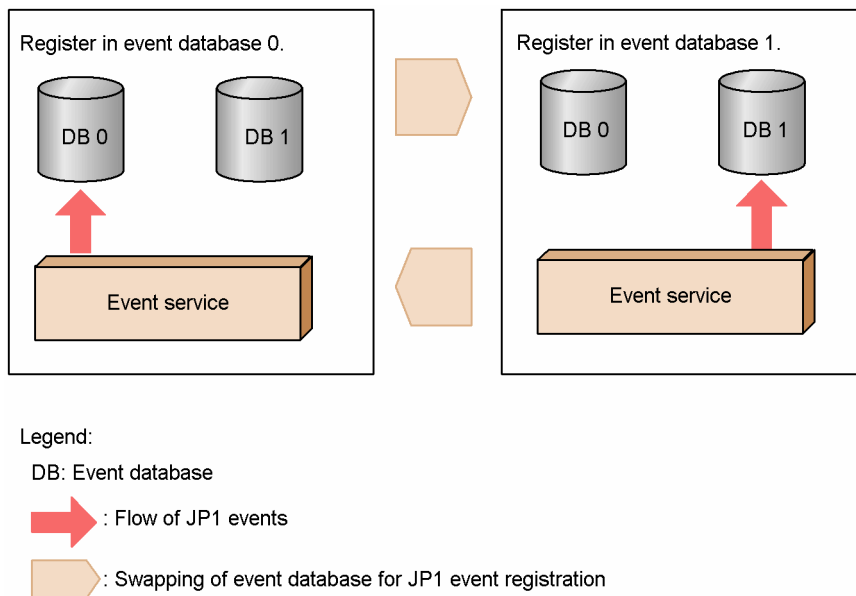 Register in event database 0.
DB 0
DB 1
Event service
Register in event database 1.
DB 0
DB 1
Event service
Legend:
DB: Event database
: Flow of JP1 events
: Swapping of event database for JP1 event registration